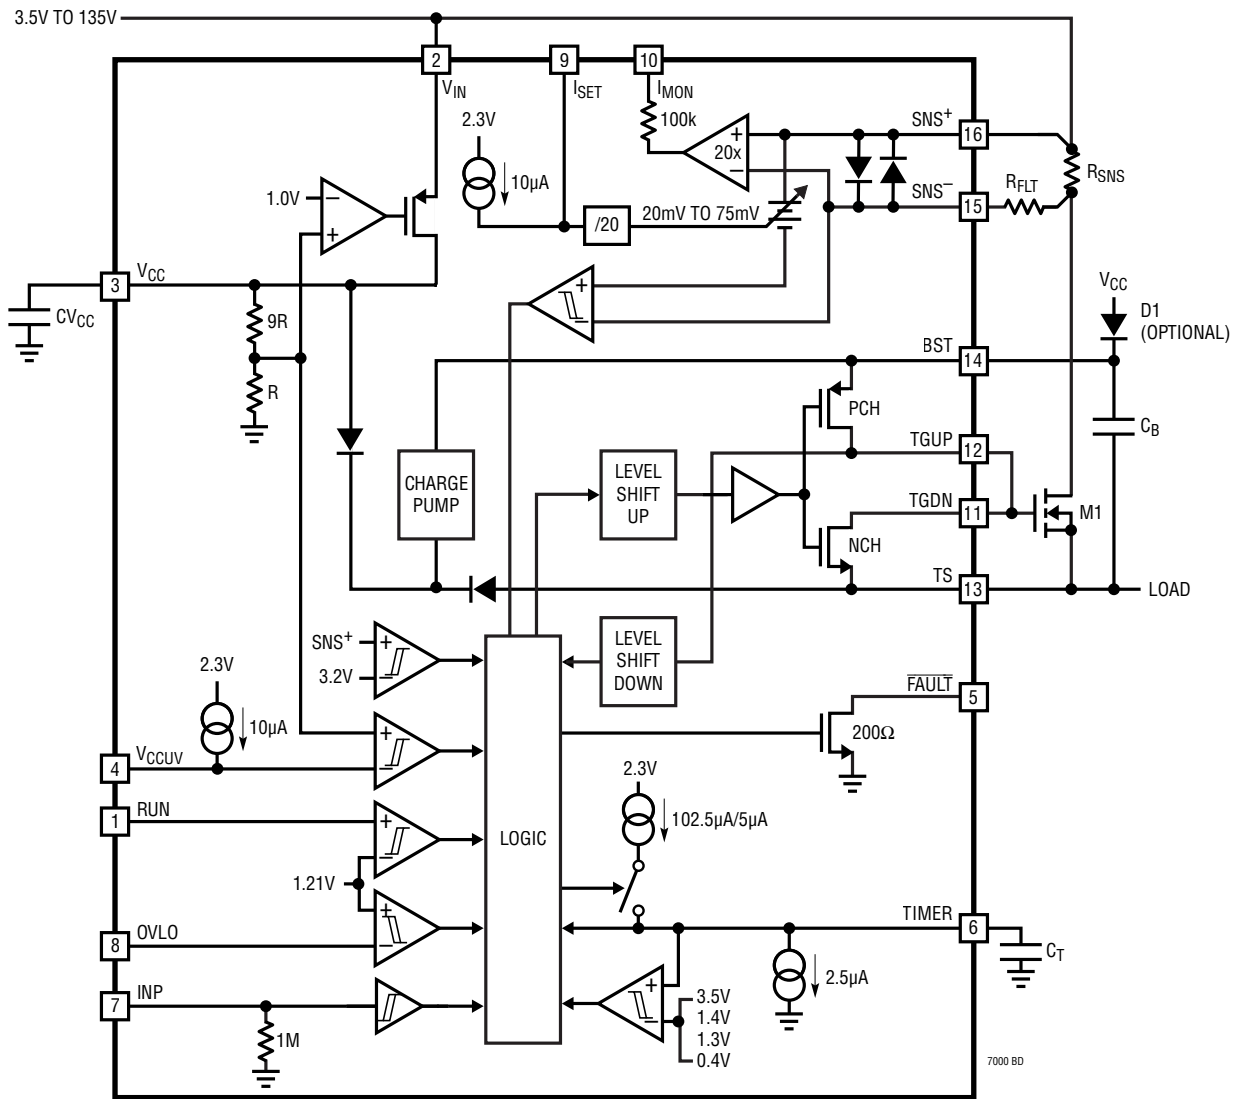 3.5V TO 135V
2
9
10
VIN
ISET
IMON
100k
2.3V
10µA
+
20x
−
SNS+
16
SNS−
15
RFLT
RSNS
1.0V
−
+
/20
20mV TO 75mV
3
VCC
CVCC
9R
R
+
−
VCC
D1
(OPTIONAL)
BST
14
PCH
CB
TGUP
12
CHARGE
PUMP
LEVEL
SHIFT
UP
TGDN
11
M1
NCH
TS
13
LOAD
SNS+
+
3.2V
−
LEVEL
SHIFT
DOWN
FAULT
5
200Ω
2.3V
10µA
VCCUV
4
+
−
RUN
1
+
−
1.21V
LOGIC
2.3V
102.5µA/5µA
+
−
OVLO
8
TIMER
6
CT
2.5µA
INP
7
1M
+
−
3.5V
1.4V
1.3V
0.4V
7000 BD